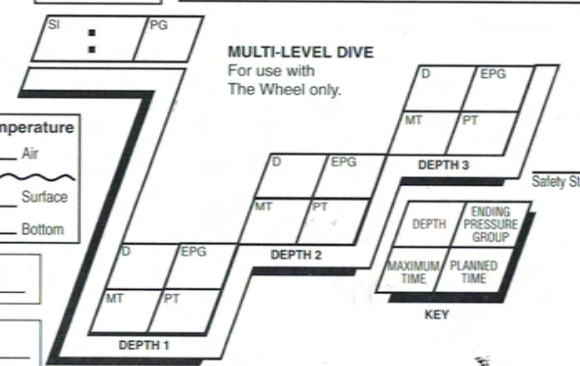 SI : PG
MULTI-LEVEL DIVE
For use with
The Wheel only.
D EPG
MT PT
DEPTH 3
D EPG
MT PT
DEPTH 2
D EPG
MT PT
DEPTH 1
DEPTH
ENDING
PRESSURE
GROUP
MAXIMUM
TIME
PLANNED
TIME
KEY
nperature
Air
Surface
Bottom
Safety St